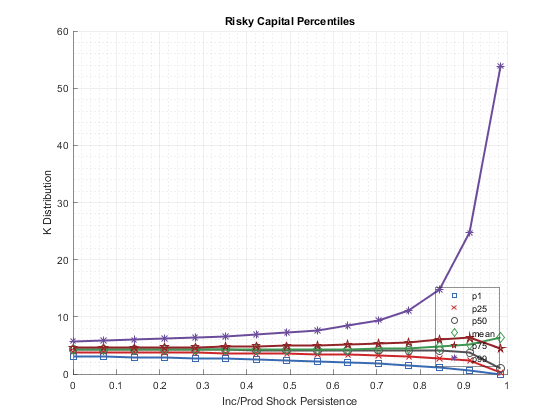 Risky Capital Percentiles
60
50
40
30
20
10
0
K Distribution
p1
p25
p50
mean
p75
p99
0 0.1 0.2 0.3 0.4 0.5 0.6 0.7 0.8 0.9 1
Inc/Prod Shock Persistence